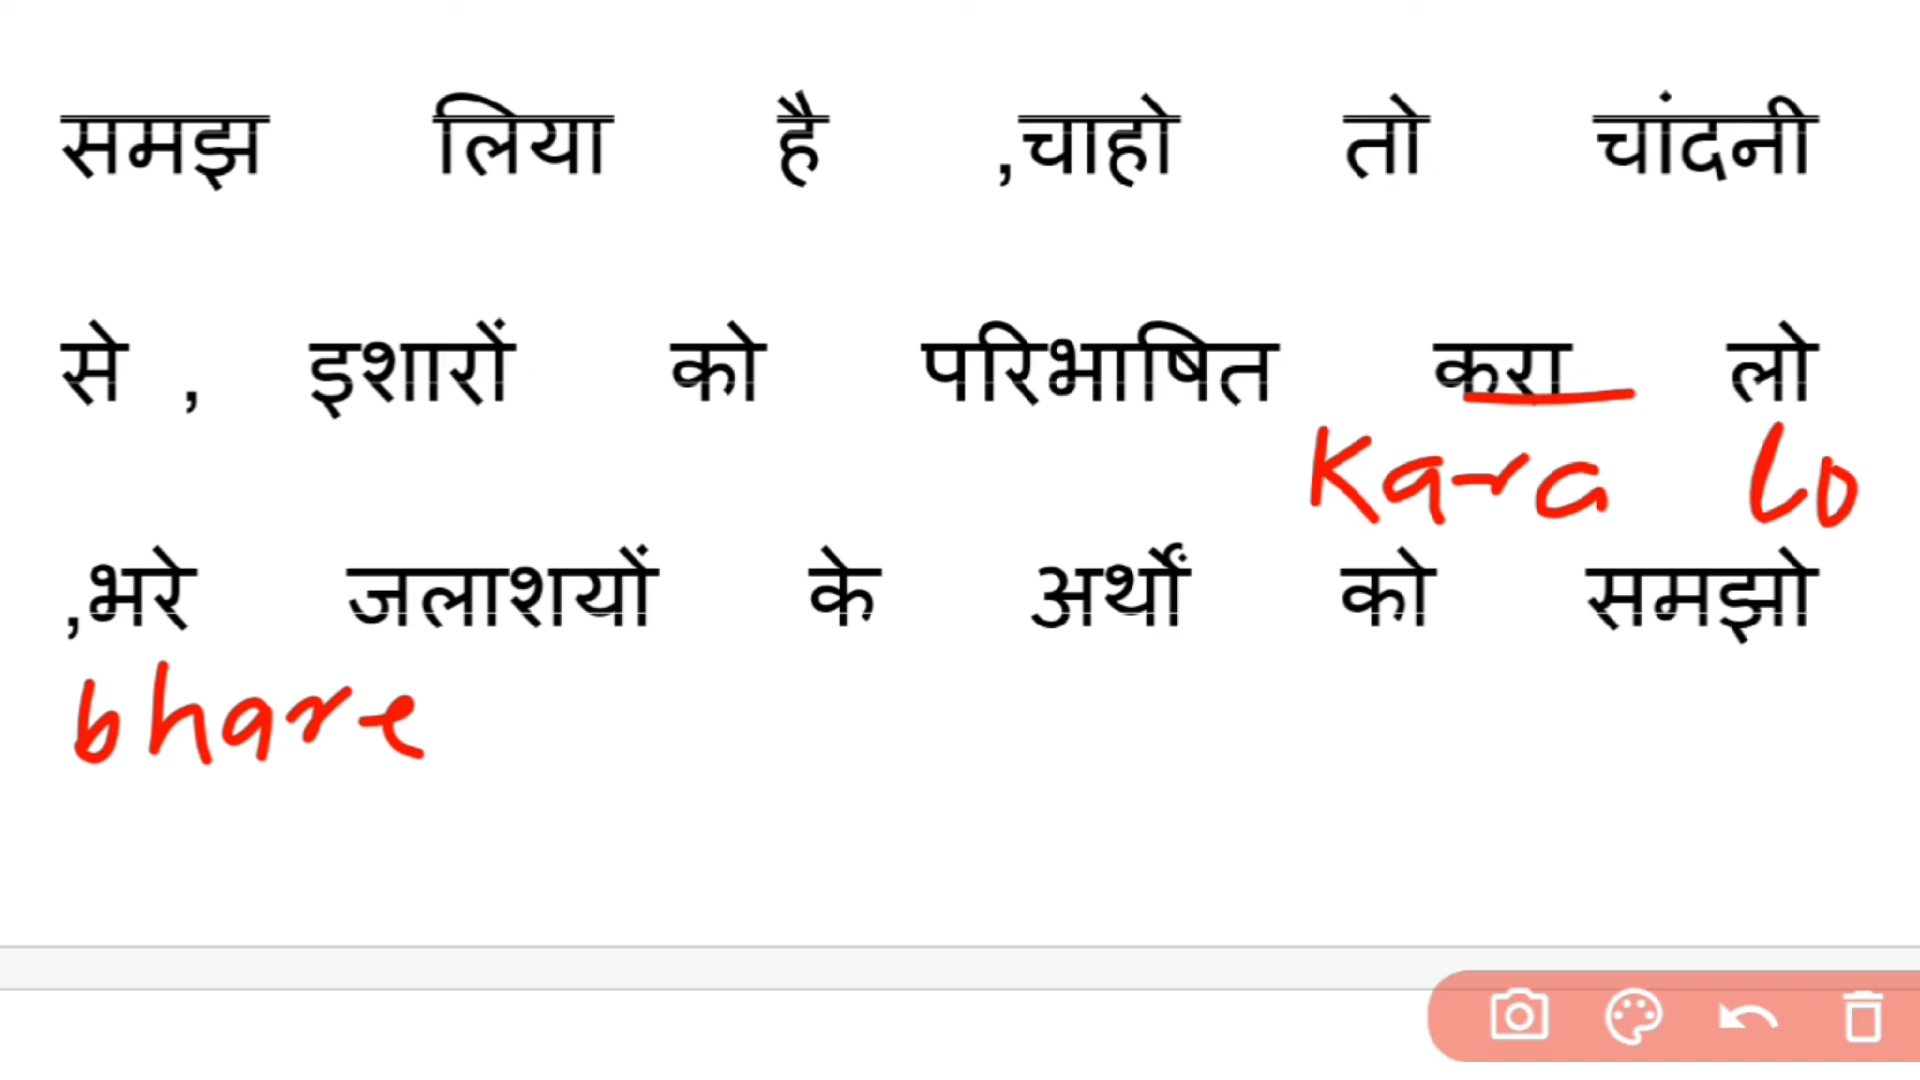 समझ लिया है ,चाहो तो चांदनी
से , इशारों को परिभाषित करा लो
Kara lo
,भरे जलाशयों के अर्थों को समझो
bhare